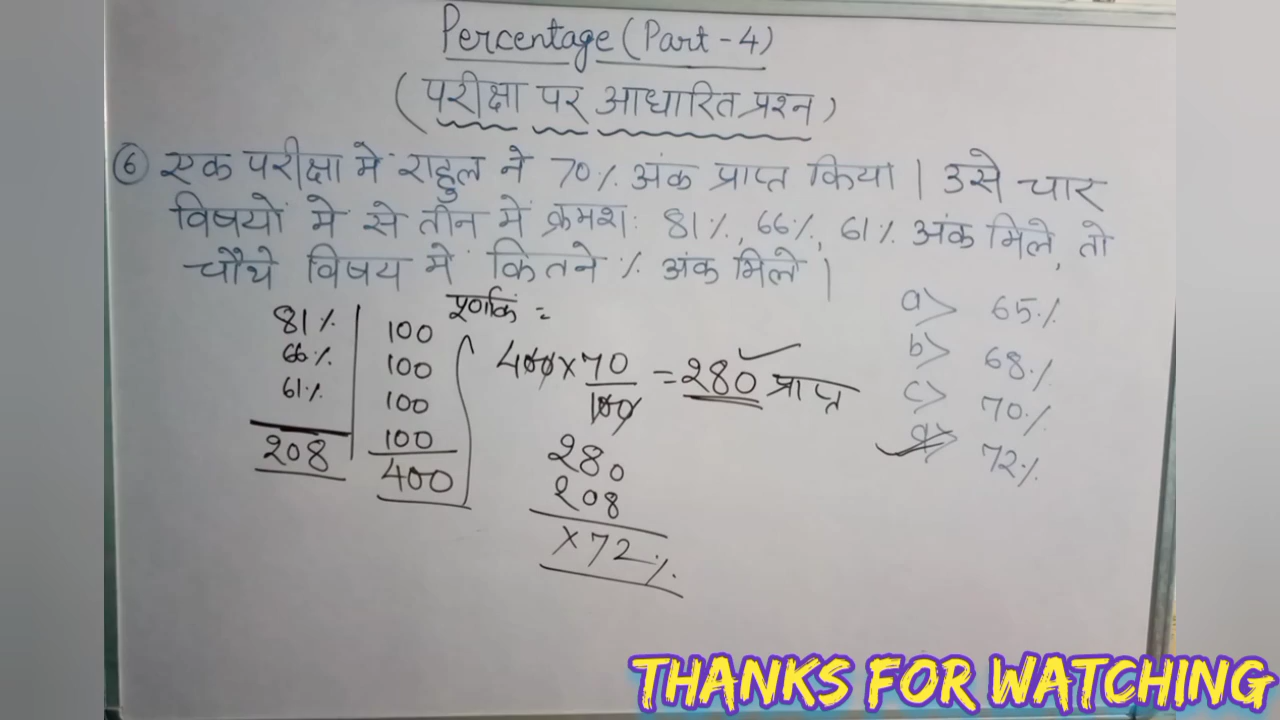 Percentage (Part - 4)
(परीक्षा पर आधारित प्रश्न)
⑥ एक परीक्षा मे राहुल ने 70% अंक प्राप्त किया । उसे चार
विषयों मे से तीन में क्रमश: 81%, 66%, 61% अंक मिले, तो
चौथे विषय में कितने % अंक मिले ।
81%
66%
61%
208
100
100
100
100
400
पूर्णांक =
400 × 70/100 = 280 प्राप्त
280
208
×72%
a> 65%
b> 68%
c> 70%
d> 72%
THANKS FOR WATCHING